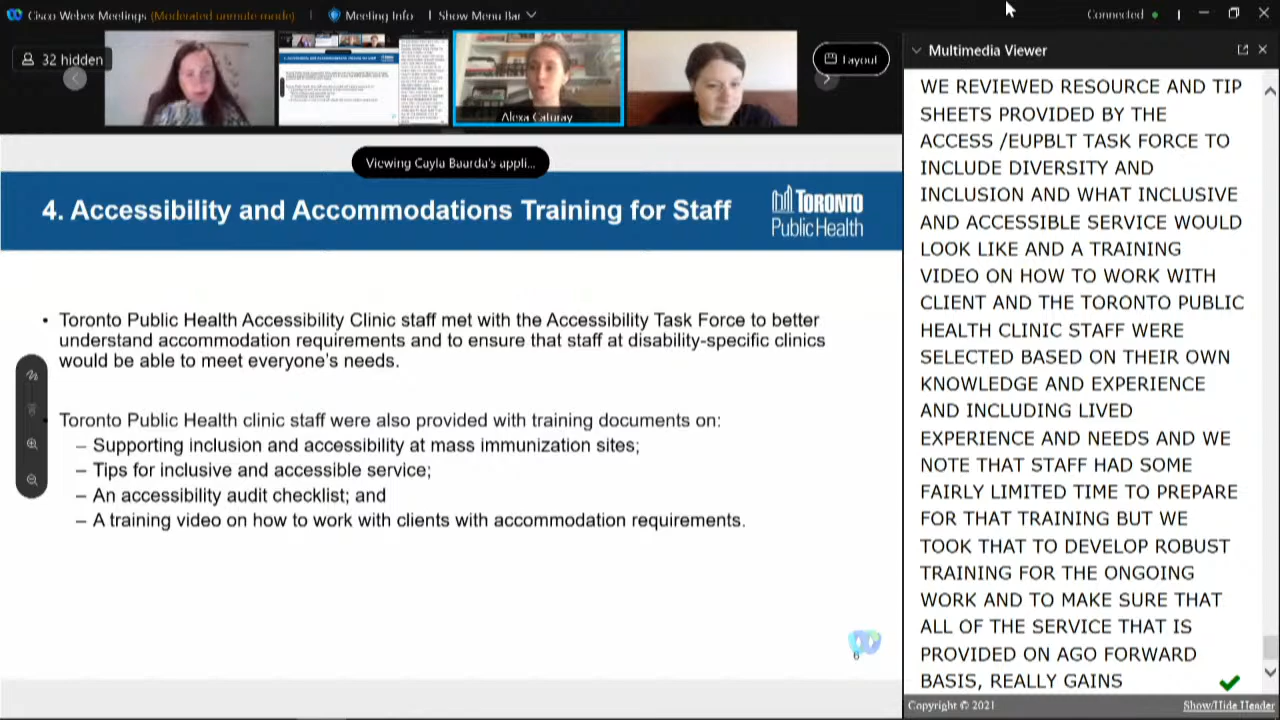 Cisco Webex Meetings (Moderated unmute mode) Meeting Info Show Menu Bar
Connected
32 hidden
Layout
Alexa Caturay
Viewing Cayla Baarda's appli...
4. Accessibility and Accommodations Training for Staff
TORONTO
Public Health
• Toronto Public Health Accessibility Clinic staff met with the Accessibility Task Force to better
understand accommodation requirements and to ensure that staff at disability-specific clinics
would be able to meet everyone's needs.
• Toronto Public Health clinic staff were also provided with training documents on:
– Supporting inclusion and accessibility at mass immunization sites;
– Tips for inclusive and accessible service;
– An accessibility audit checklist; and
– A training video on how to work with clients with accommodation requirements.
6
Multimedia Viewer
WE REVIEWED RESOURCE AND TIP
SHEETS PROVIDED BY THE
ACCESS /EUPBLT TASK FORCE TO
INCLUDE DIVERSITY AND
INCLUSION AND WHAT INCLUSIVE
AND ACCESSIBLE SERVICE WOULD
LOOK LIKE AND A TRAINING
VIDEO ON HOW TO WORK WITH
CLIENT AND THE TORONTO PUBLIC
HEALTH CLINIC STAFF WERE
SELECTED BASED ON THEIR OWN
KNOWLEDGE AND EXPERIENCE
AND INCLUDING LIVED
EXPERIENCE AND NEEDS AND WE
NOTE THAT STAFF HAD SOME
FAIRLY LIMITED TIME TO PREPARE
FOR THAT TRAINING BUT WE
TOOK THAT TO DEVELOP ROBUST
TRAINING FOR THE ONGOING
WORK AND TO MAKE SURE THAT
ALL OF THE SERVICE THAT IS
PROVIDED ON AGO FORWARD
BASIS, REALLY GAINS
Copyright © 2021 Show/Hide Header